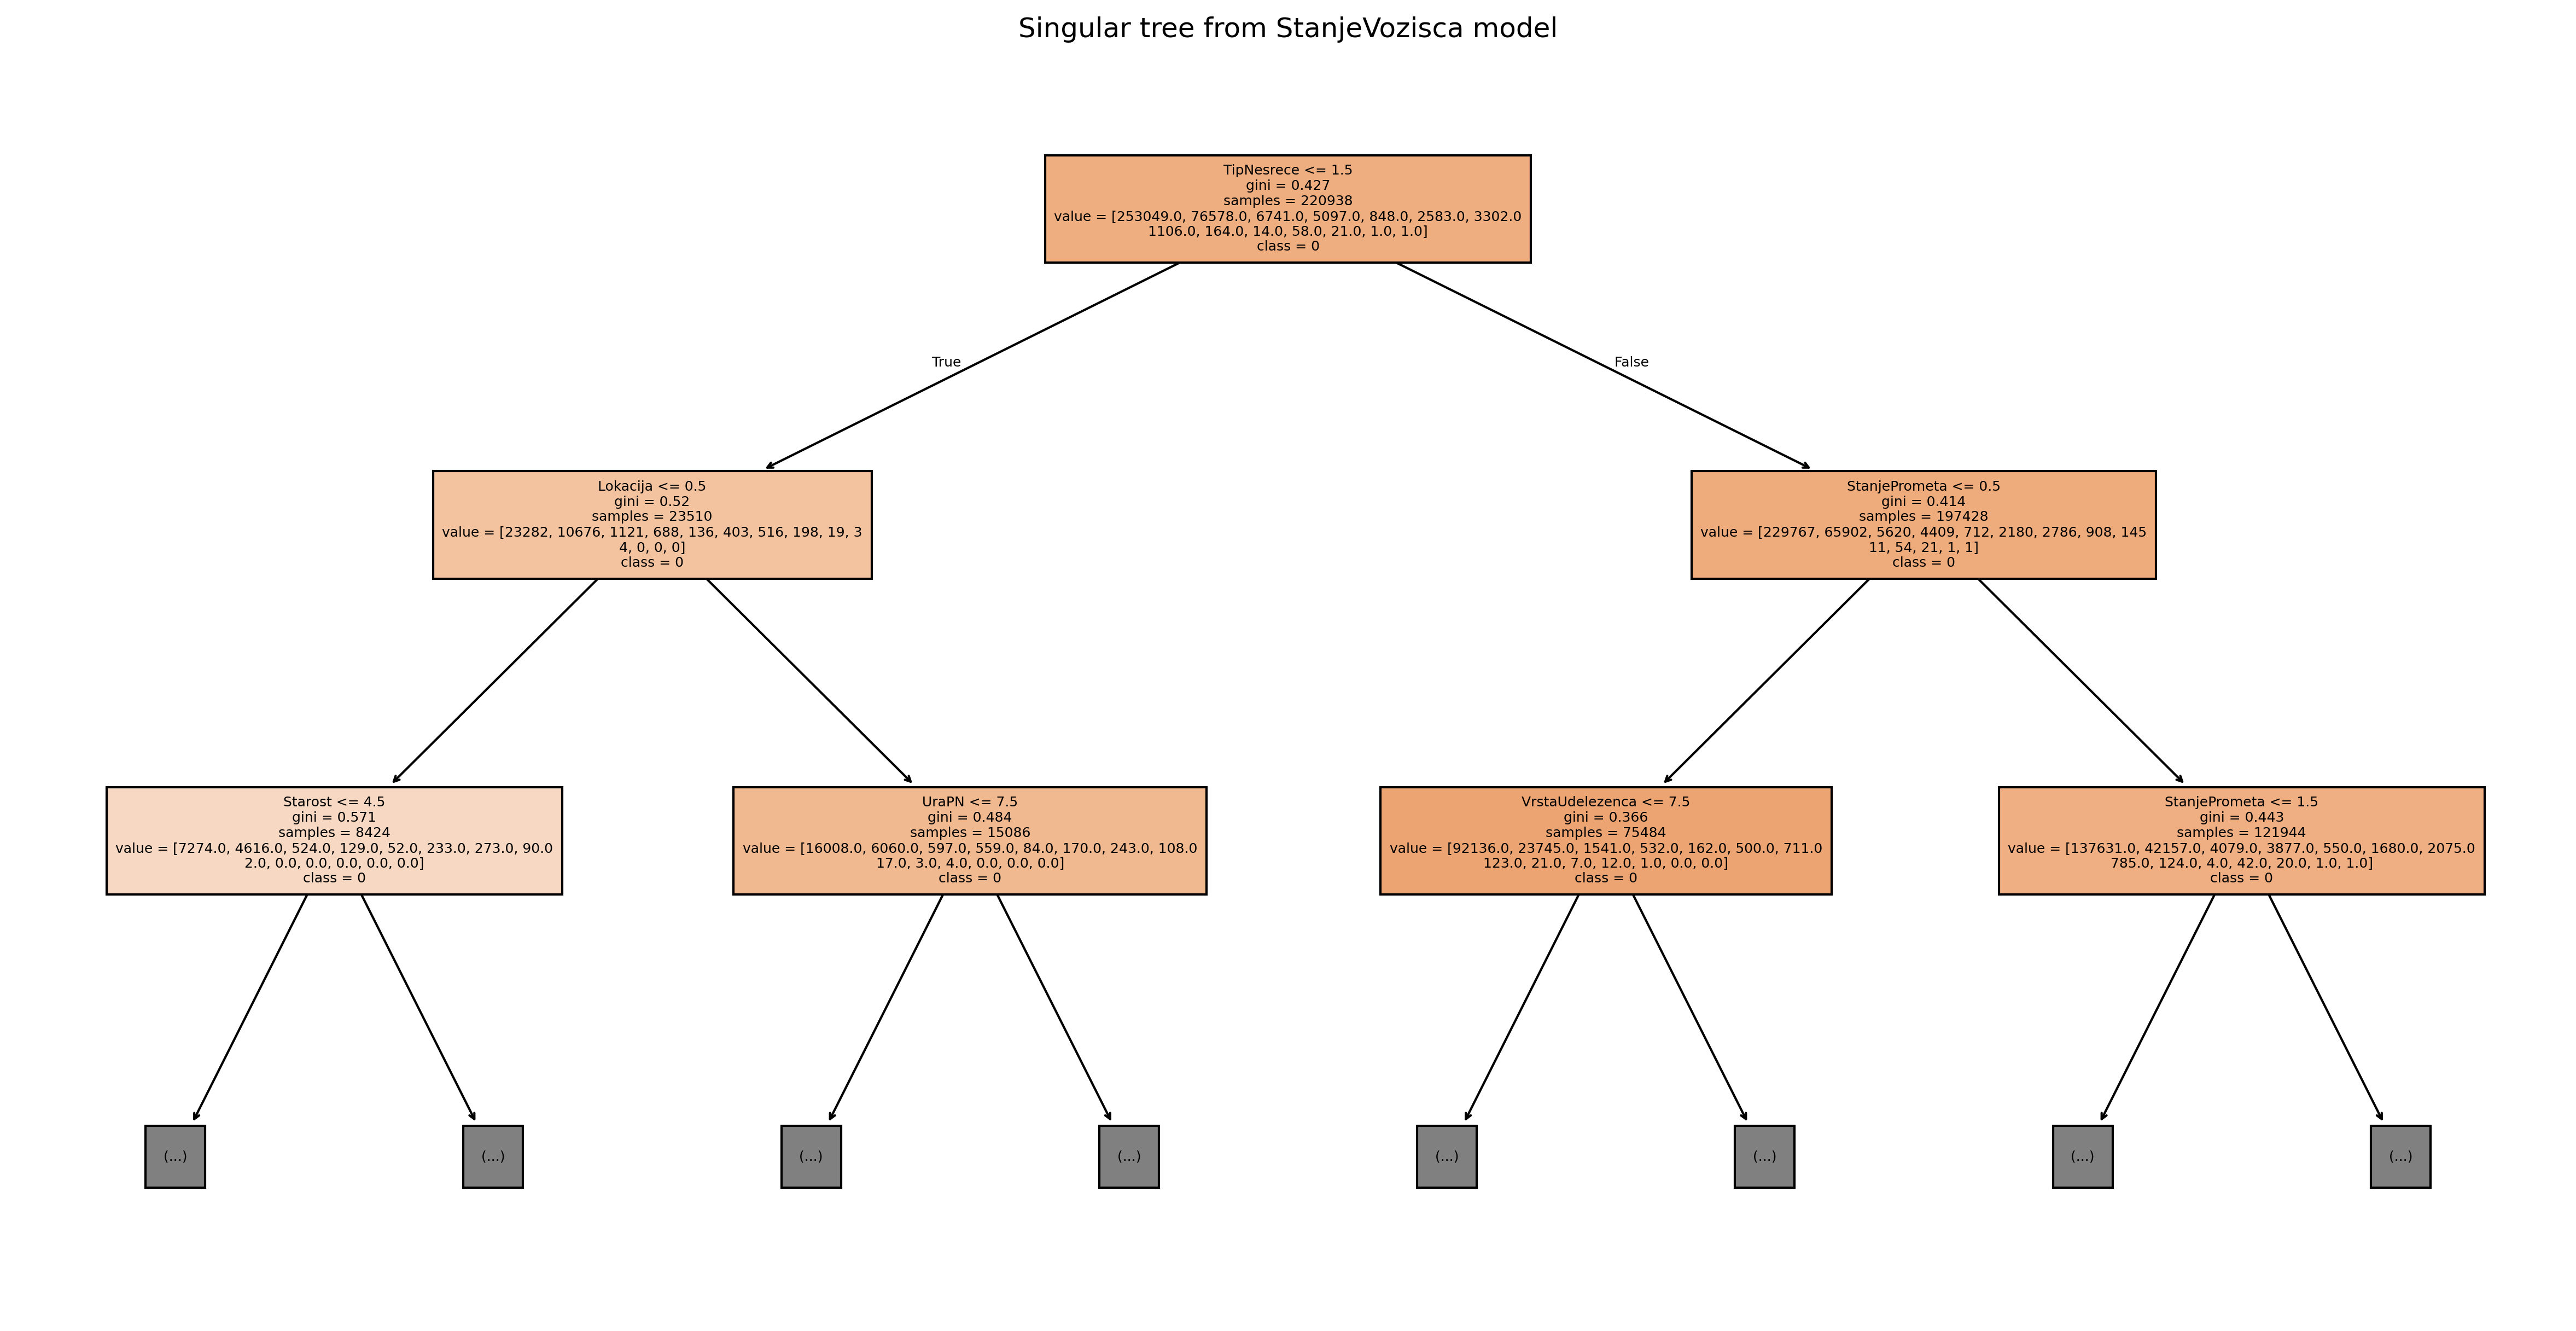 Singular tree from StanjeVozisca model
TipNesrece <= 1.5
gini = 0.427
samples = 220938
value = [253049.0, 76578.0, 6741.0, 5097.0, 848.0, 2583.0, 3302.0
1106.0, 164.0, 14.0, 58.0, 21.0, 1.0, 1.0]
class = 0
True
False
Lokacija <= 0.5
gini = 0.52
samples = 23510
value = [23282, 10676, 1121, 688, 136, 403, 516, 198, 19, 3
4, 0, 0, 0]
class = 0
StanjePrometa <= 0.5
gini = 0.414
samples = 197428
value = [229767, 65902, 5620, 4409, 712, 2180, 2786, 908, 145
11, 54, 21, 1, 1]
class = 0
Starost <= 4.5
gini = 0.571
samples = 8424
value = [7274.0, 4616.0, 524.0, 129.0, 52.0, 233.0, 273.0, 90.0
2.0, 0.0, 0.0, 0.0, 0.0, 0.0]
class = 0
UraPN <= 7.5
gini = 0.484
samples = 15086
value = [16008.0, 6060.0, 597.0, 559.0, 84.0, 170.0, 243.0, 108.0
17.0, 3.0, 4.0, 0.0, 0.0, 0.0]
class = 0
VrstaUdelezenca <= 7.5
gini = 0.366
samples = 75484
value = [92136.0, 23745.0, 1541.0, 532.0, 162.0, 500.0, 711.0
123.0, 21.0, 7.0, 12.0, 1.0, 0.0, 0.0]
class = 0
StanjePrometa <= 1.5
gini = 0.443
samples = 121944
value = [137631.0, 42157.0, 4079.0, 3877.0, 550.0, 1680.0, 2075.0
785.0, 124.0, 4.0, 42.0, 20.0, 1.0, 1.0]
class = 0
(...)
(...)
(...)
(...)
(...)
(...)
(...)
(...)